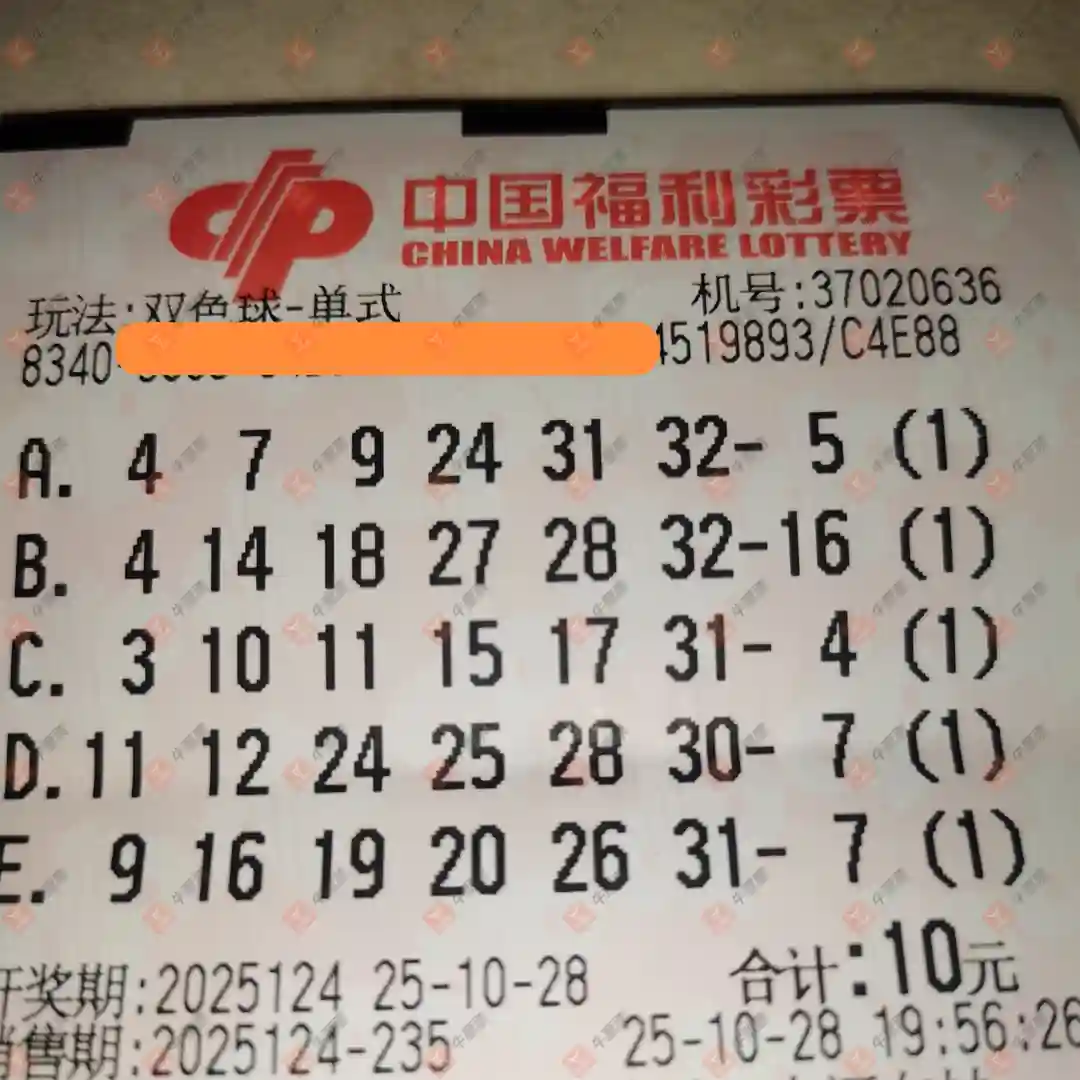 中国福利彩票
CHINA WELFARE LOTTERY
玩法:双色球-单式 机号:37020636
8340- 4519893/C4E88
A. 4 7 9 24 31 32- 5 (1)
B. 4 14 18 27 28 32-16 (1)
C. 3 10 11 15 17 31- 4 (1)
D. 11 12 24 25 28 30- 7 (1)
E. 9 16 19 20 26 31- 7 (1)
开奖期:2025124 25-10-28 合计:10元
销售期:2025124-235 25-10-28 19:56:26